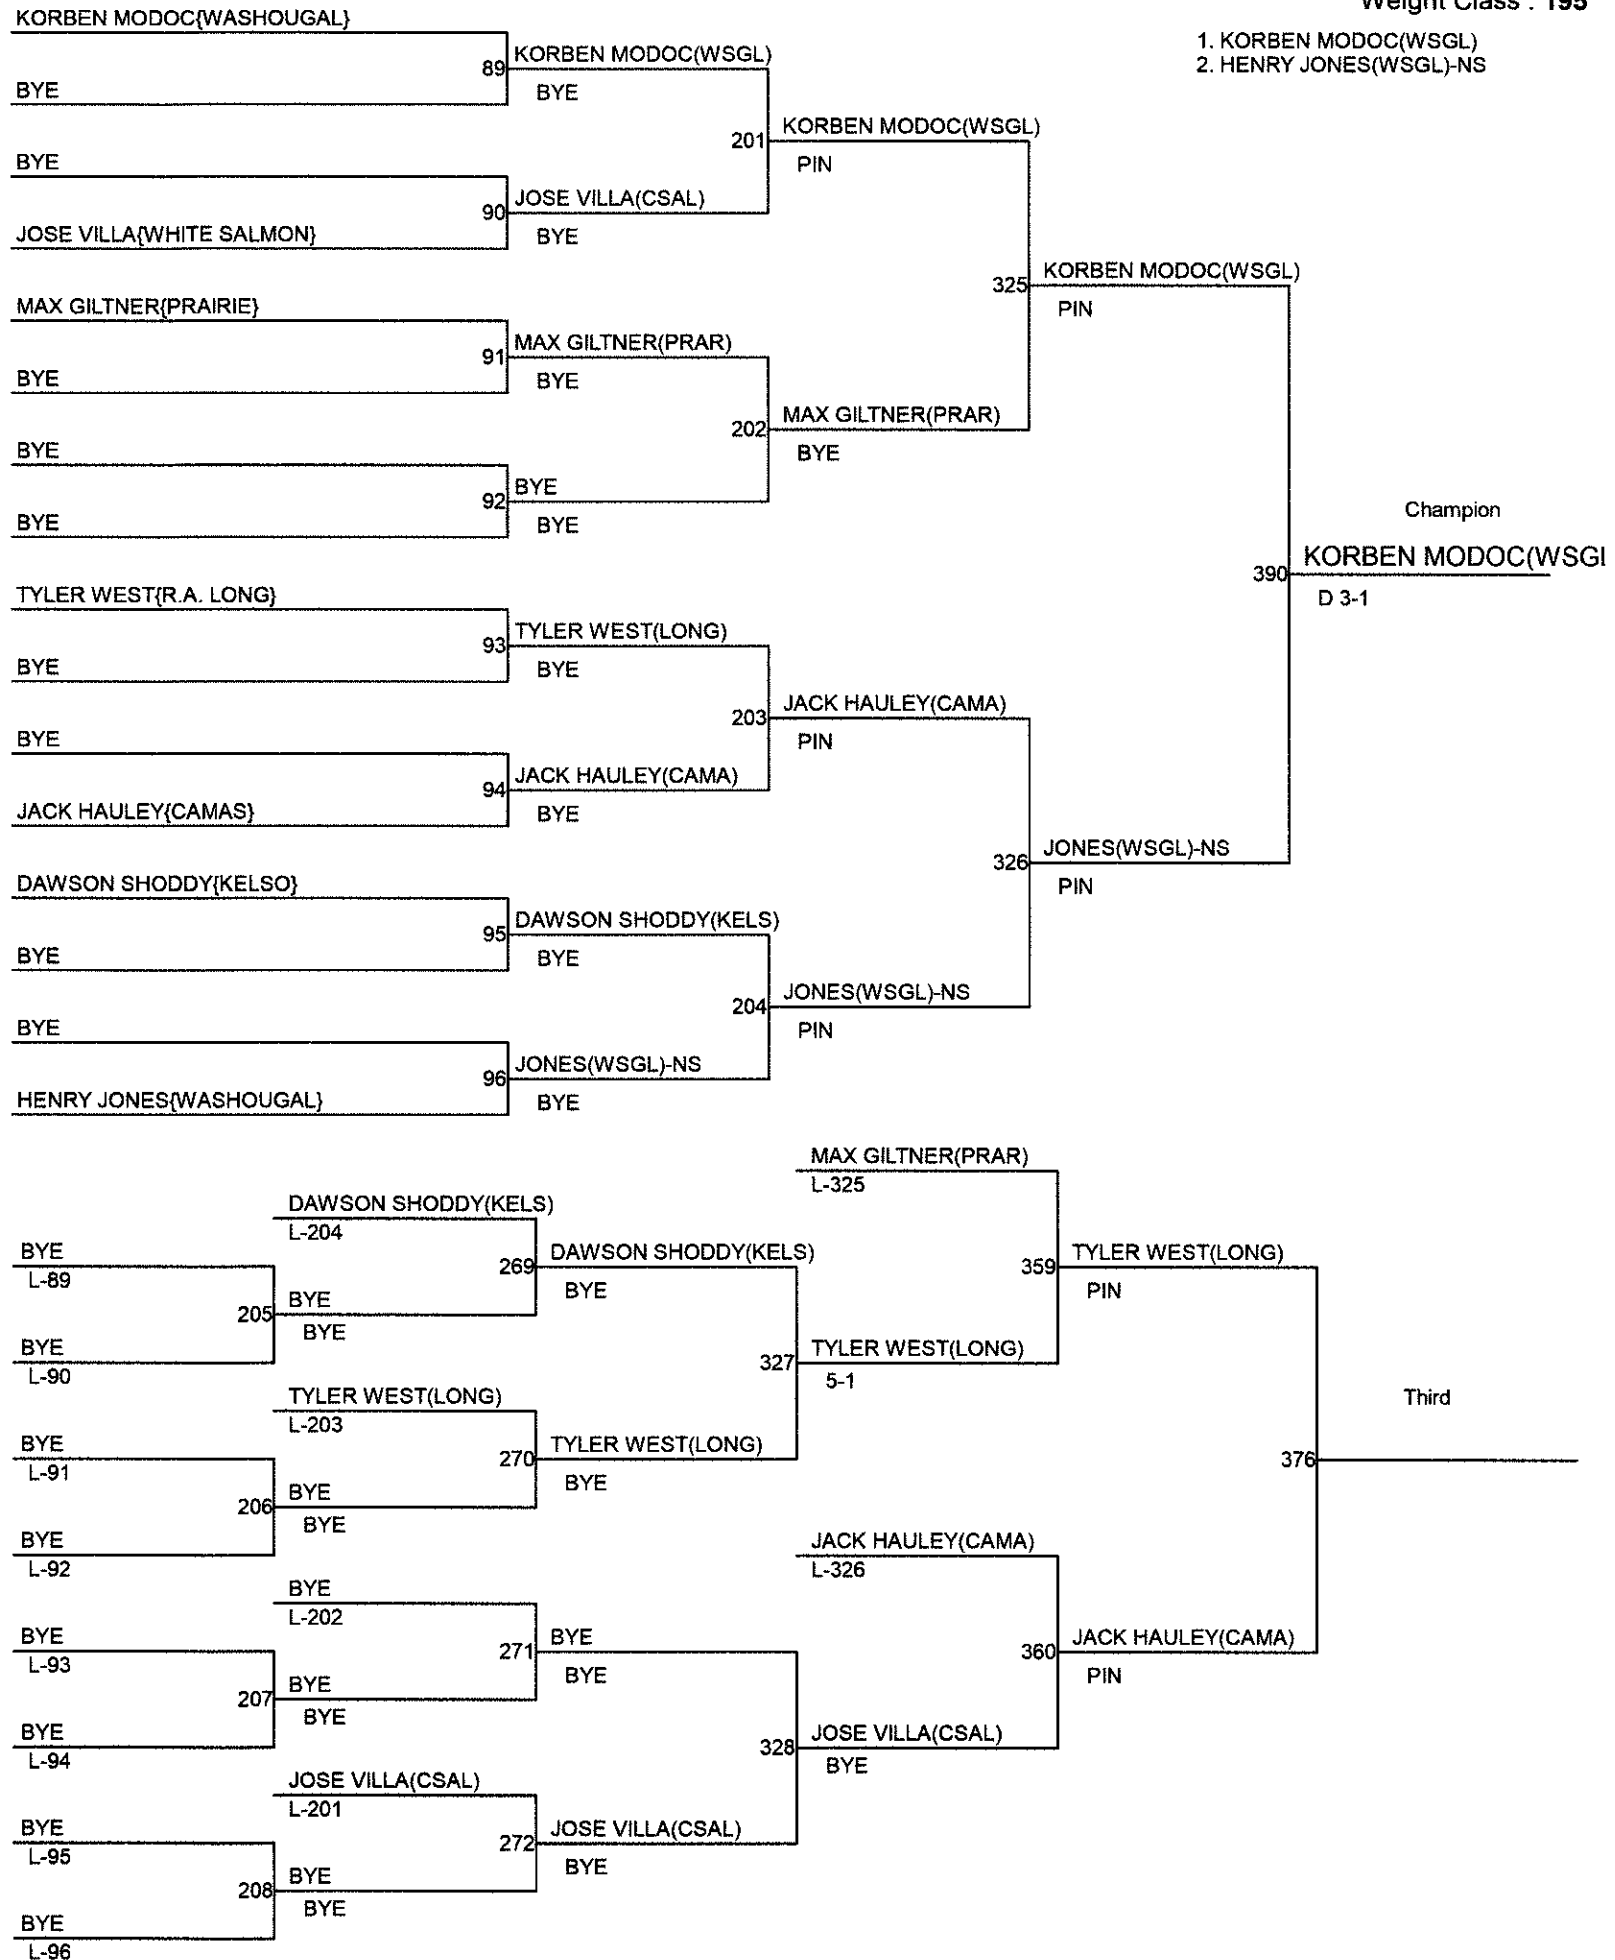 Weight Class : 195
1. KORBEN MODOC(WSGL)
2. HENRY JONES(WSGL)-NS
KORBEN MODOC{WASHOUGAL}
89
KORBEN MODOC(WSGL)
BYE
BYE
201
KORBEN MODOC(WSGL)
PIN
BYE
90
JOSE VILLA(CSAL)
BYE
JOSE VILLA{WHITE SALMON}
325
KORBEN MODOC(WSGL)
PIN
MAX GILTNER{PRAIRIE}
91
MAX GILTNER(PRAR)
BYE
BYE
202
MAX GILTNER(PRAR)
BYE
BYE
92
BYE
BYE
BYE
Champion
390
KORBEN MODOC(WSGL
D 3-1
TYLER WEST{R.A. LONG}
93
TYLER WEST(LONG)
BYE
BYE
203
JACK HAULEY(CAMA)
PIN
BYE
94
JACK HAULEY(CAMA)
BYE
JACK HAULEY{CAMAS}
326
JONES(WSGL)-NS
PIN
DAWSON SHODDY{KELSO}
95
DAWSON SHODDY(KELS)
BYE
BYE
204
JONES(WSGL)-NS
PIN
BYE
96
JONES(WSGL)-NS
BYE
HENRY JONES{WASHOUGAL}
MAX GILTNER(PRAR)
L-325
DAWSON SHODDY(KELS)
L-204
BYE
L-89
269
DAWSON SHODDY(KELS)
BYE
359
TYLER WEST(LONG)
PIN
205
BYE
BYE
BYE
L-90
327
TYLER WEST(LONG)
5-1
TYLER WEST(LONG)
L-203
Third
BYE
L-91
270
TYLER WEST(LONG)
BYE
376
206
BYE
BYE
BYE
L-92
JACK HAULEY(CAMA)
L-326
BYE
L-202
BYE
L-93
271
BYE
BYE
360
JACK HAULEY(CAMA)
PIN
207
BYE
BYE
BYE
L-94
328
JOSE VILLA(CSAL)
BYE
JOSE VILLA(CSAL)
L-201
BYE
L-95
272
JOSE VILLA(CSAL)
BYE
208
BYE
BYE
BYE
L-96